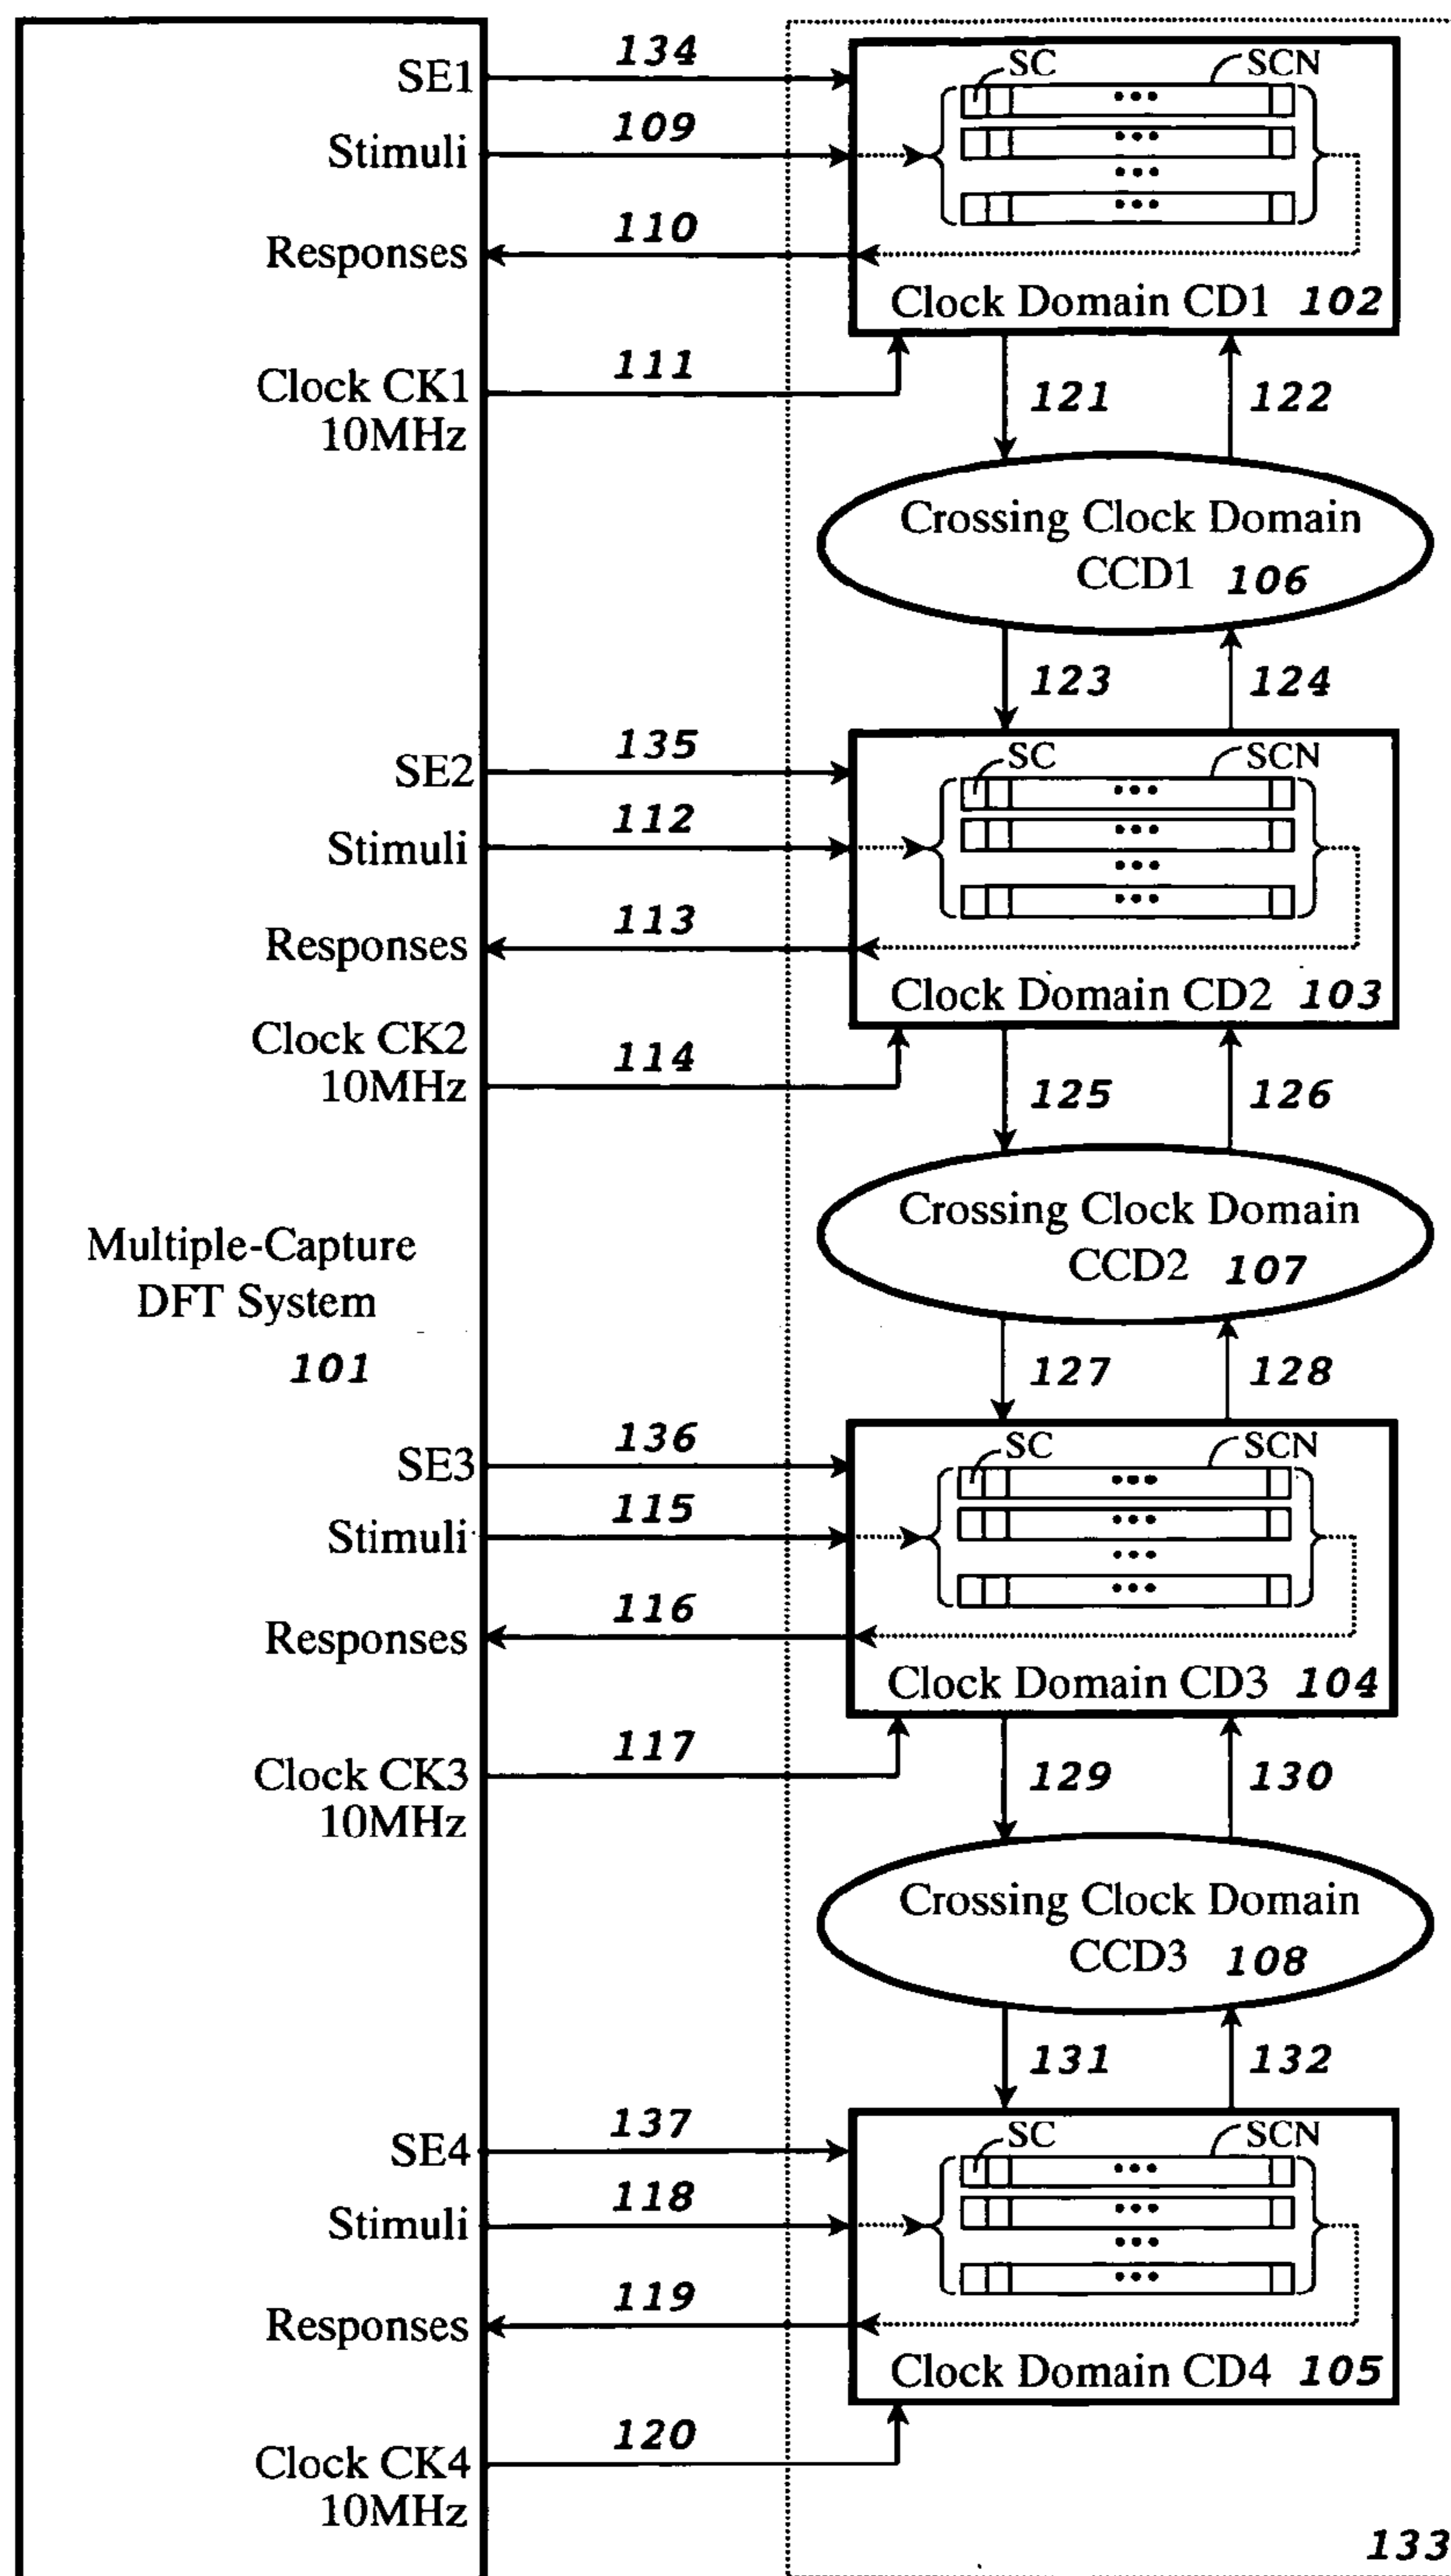 134
SE1
SC
SCN
109
Stimuli
110
Responses
Clock Domain CD1 102
111
Clock CK1
10MHz
121
122
Crossing Clock Domain
CCD1 106
123
124
135
SE2
SC
SCN
112
Stimuli
113
Responses
Clock Domain CD2 103
Clock CK2
10MHz
114
125
126
Crossing Clock Domain
CCD2 107
Multiple-Capture
DFT System
101
127
128
136
SE3
SC
SCN
115
Stimuli
116
Responses
Clock Domain CD3 104
117
Clock CK3
10MHz
129
130
Crossing Clock Domain
CCD3 108
131
132
137
SE4
SC
SCN
118
Stimuli
119
Responses
Clock Domain CD4 105
120
Clock CK4
10MHz
133